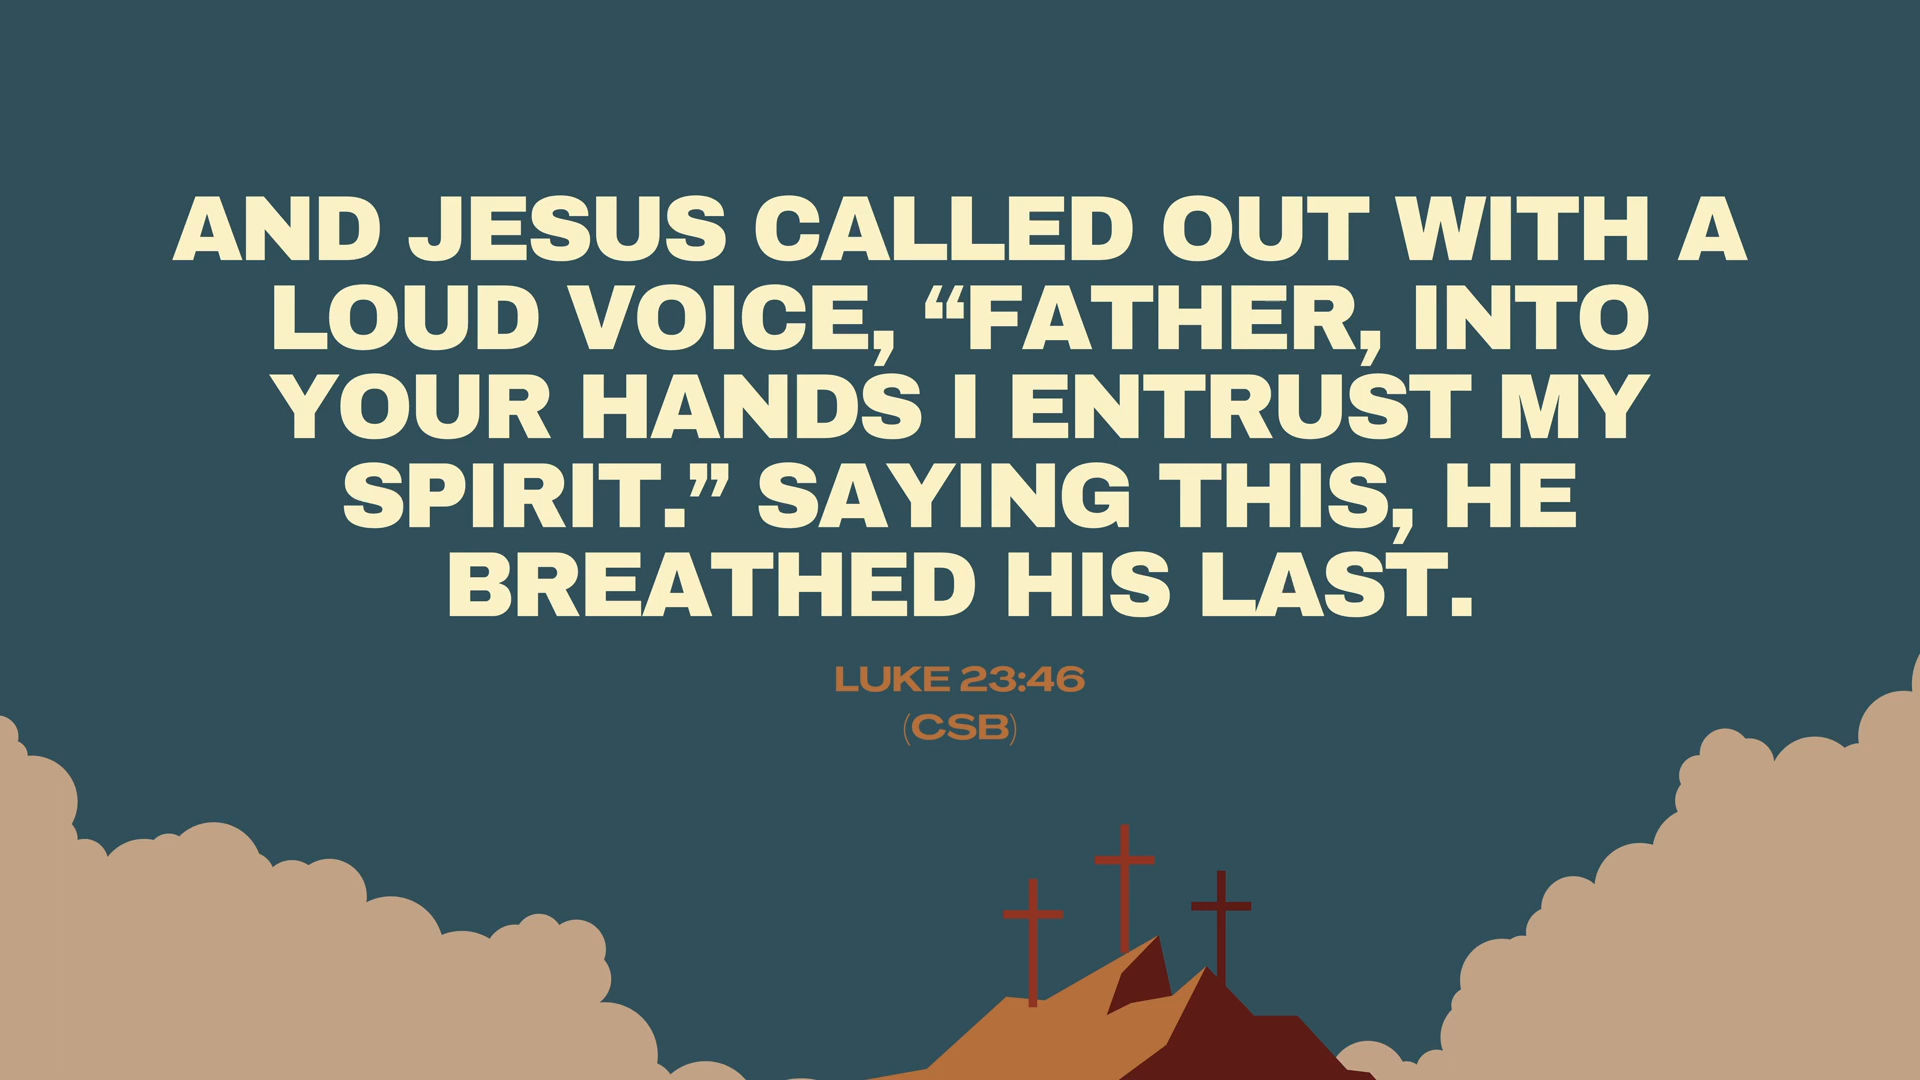 AND JESUS CALLED OUT WITH A
LOUD VOICE, “FATHER, INTO
YOUR HANDS I ENTRUST MY
SPIRIT.” SAYING THIS, HE
BREATHED HIS LAST.
LUKE 23:46
(CSB)